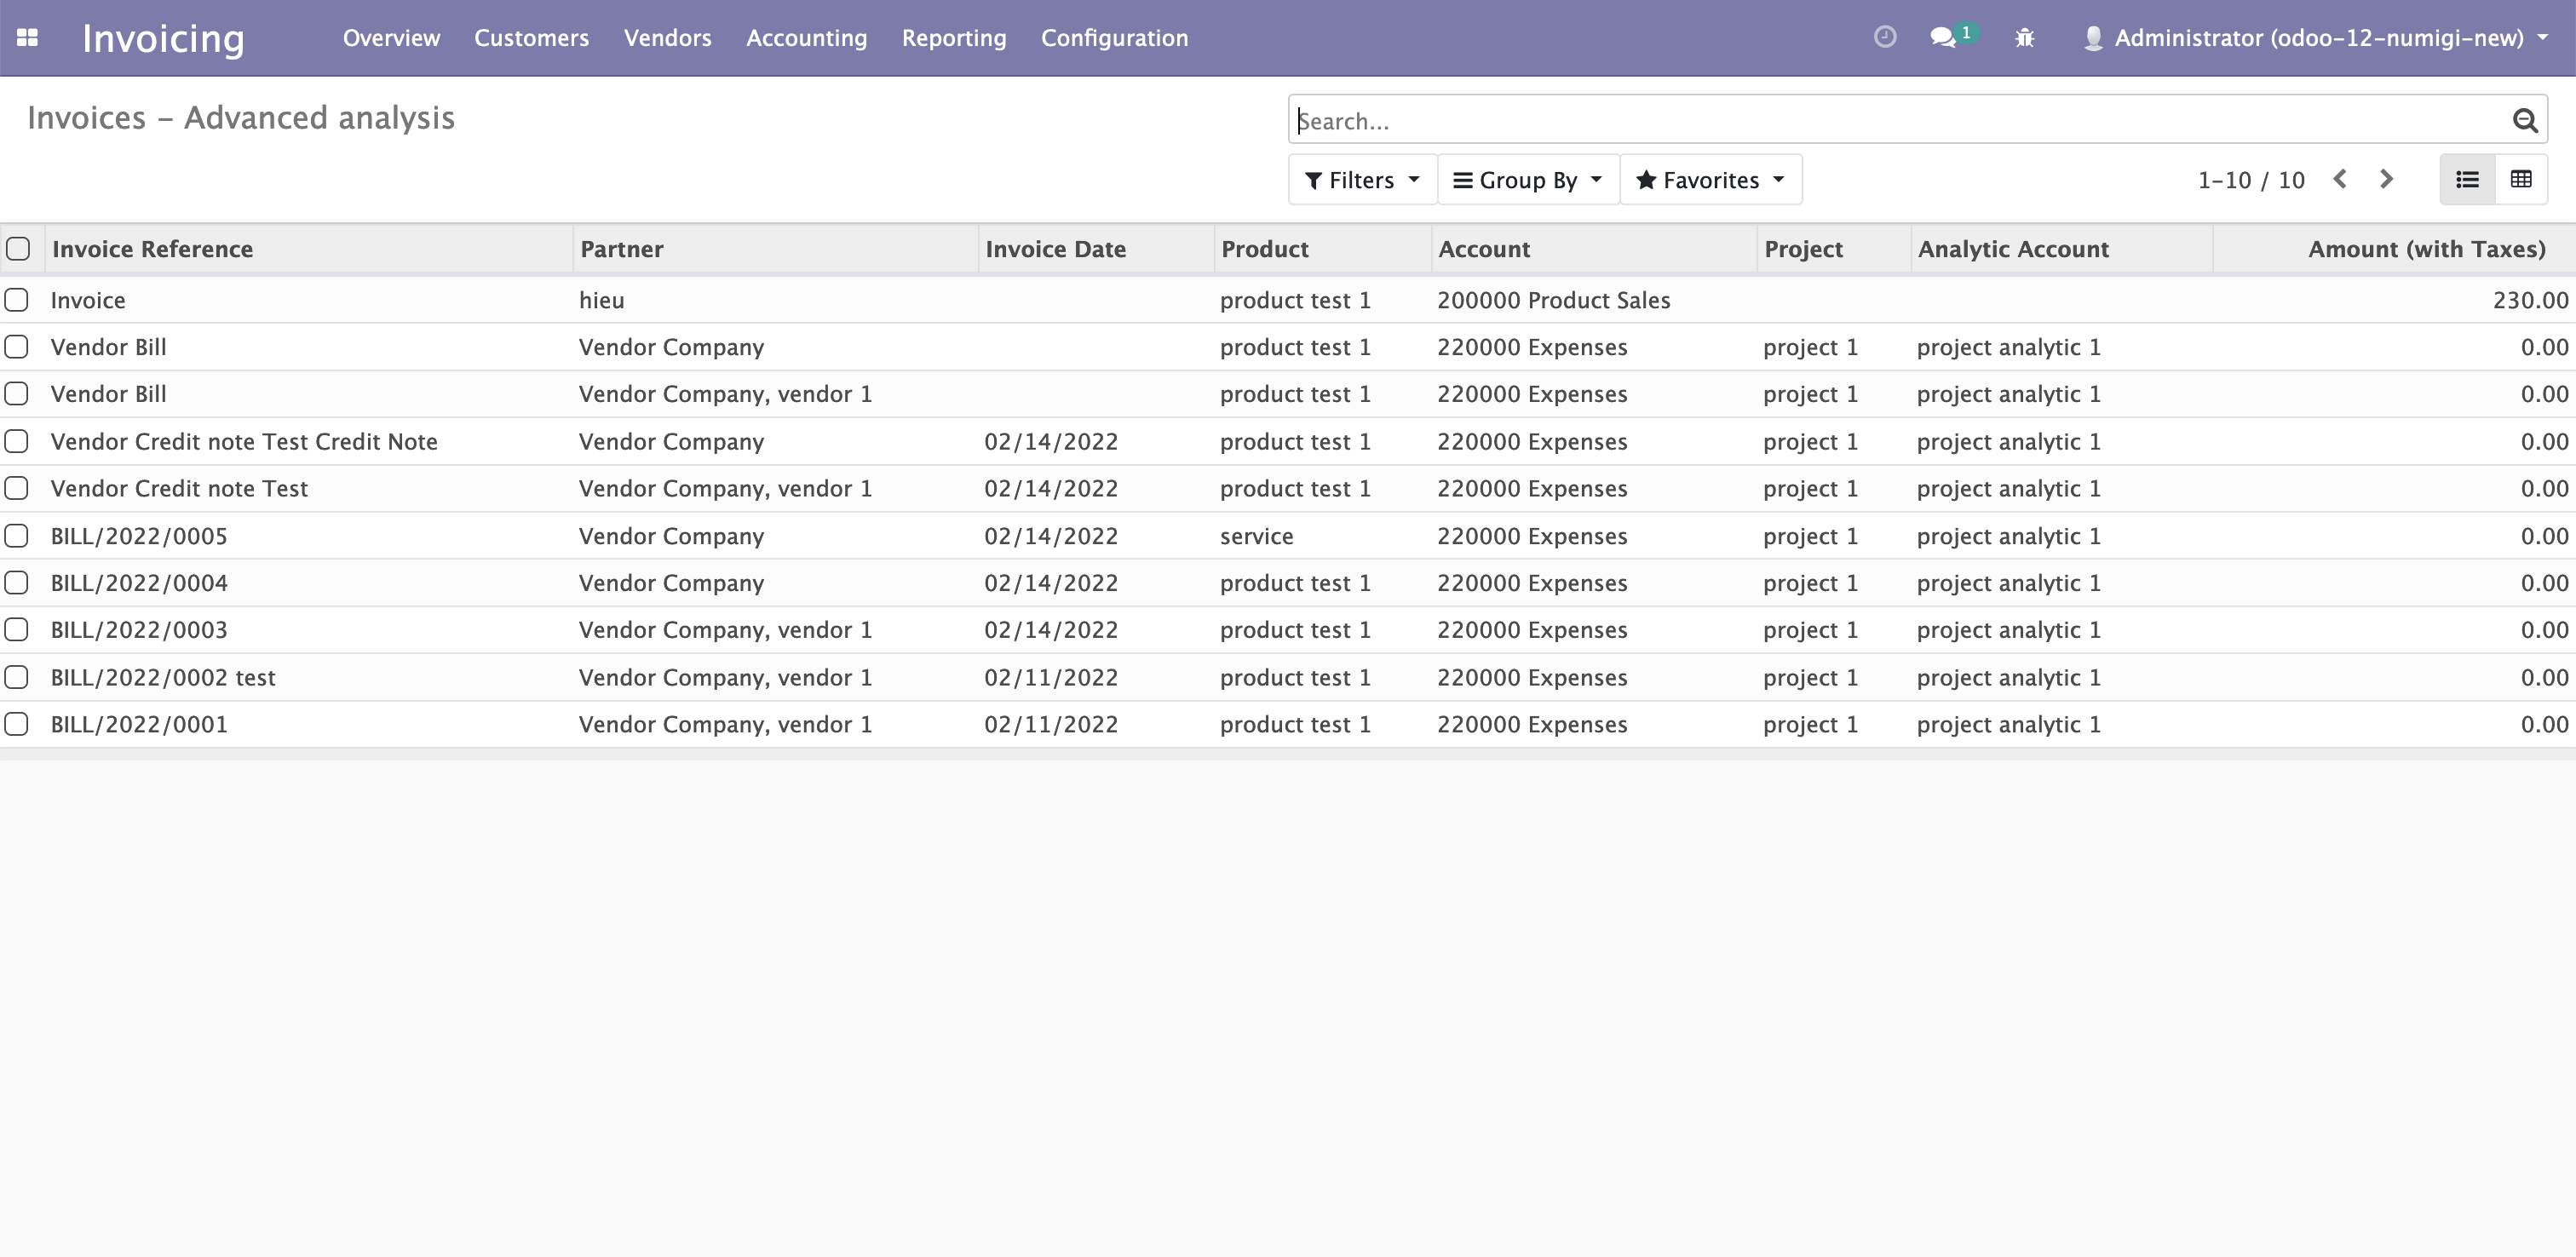 Invoicing Overview Customers Vendors Accounting Reporting Configuration 1 Administrator (odoo-12-numigi-new)
Invoices – Advanced analysis
Search...
Filters Group By Favorites 1-10 / 10
Invoice Reference Partner Invoice Date Product Account Project Analytic Account Amount (with Taxes)
Invoice hieu product test 1 200000 Product Sales 230.00
Vendor Bill Vendor Company product test 1 220000 Expenses project 1 project analytic 1 0.00
Vendor Bill Vendor Company, vendor 1 product test 1 220000 Expenses project 1 project analytic 1 0.00
Vendor Credit note Test Credit Note Vendor Company 02/14/2022 product test 1 220000 Expenses project 1 project analytic 1 0.00
Vendor Credit note Test Vendor Company, vendor 1 02/14/2022 product test 1 220000 Expenses project 1 project analytic 1 0.00
BILL/2022/0005 Vendor Company 02/14/2022 service 220000 Expenses project 1 project analytic 1 0.00
BILL/2022/0004 Vendor Company 02/14/2022 product test 1 220000 Expenses project 1 project analytic 1 0.00
BILL/2022/0003 Vendor Company, vendor 1 02/14/2022 product test 1 220000 Expenses project 1 project analytic 1 0.00
BILL/2022/0002 test Vendor Company, vendor 1 02/11/2022 product test 1 220000 Expenses project 1 project analytic 1 0.00
BILL/2022/0001 Vendor Company, vendor 1 02/11/2022 product test 1 220000 Expenses project 1 project analytic 1 0.00